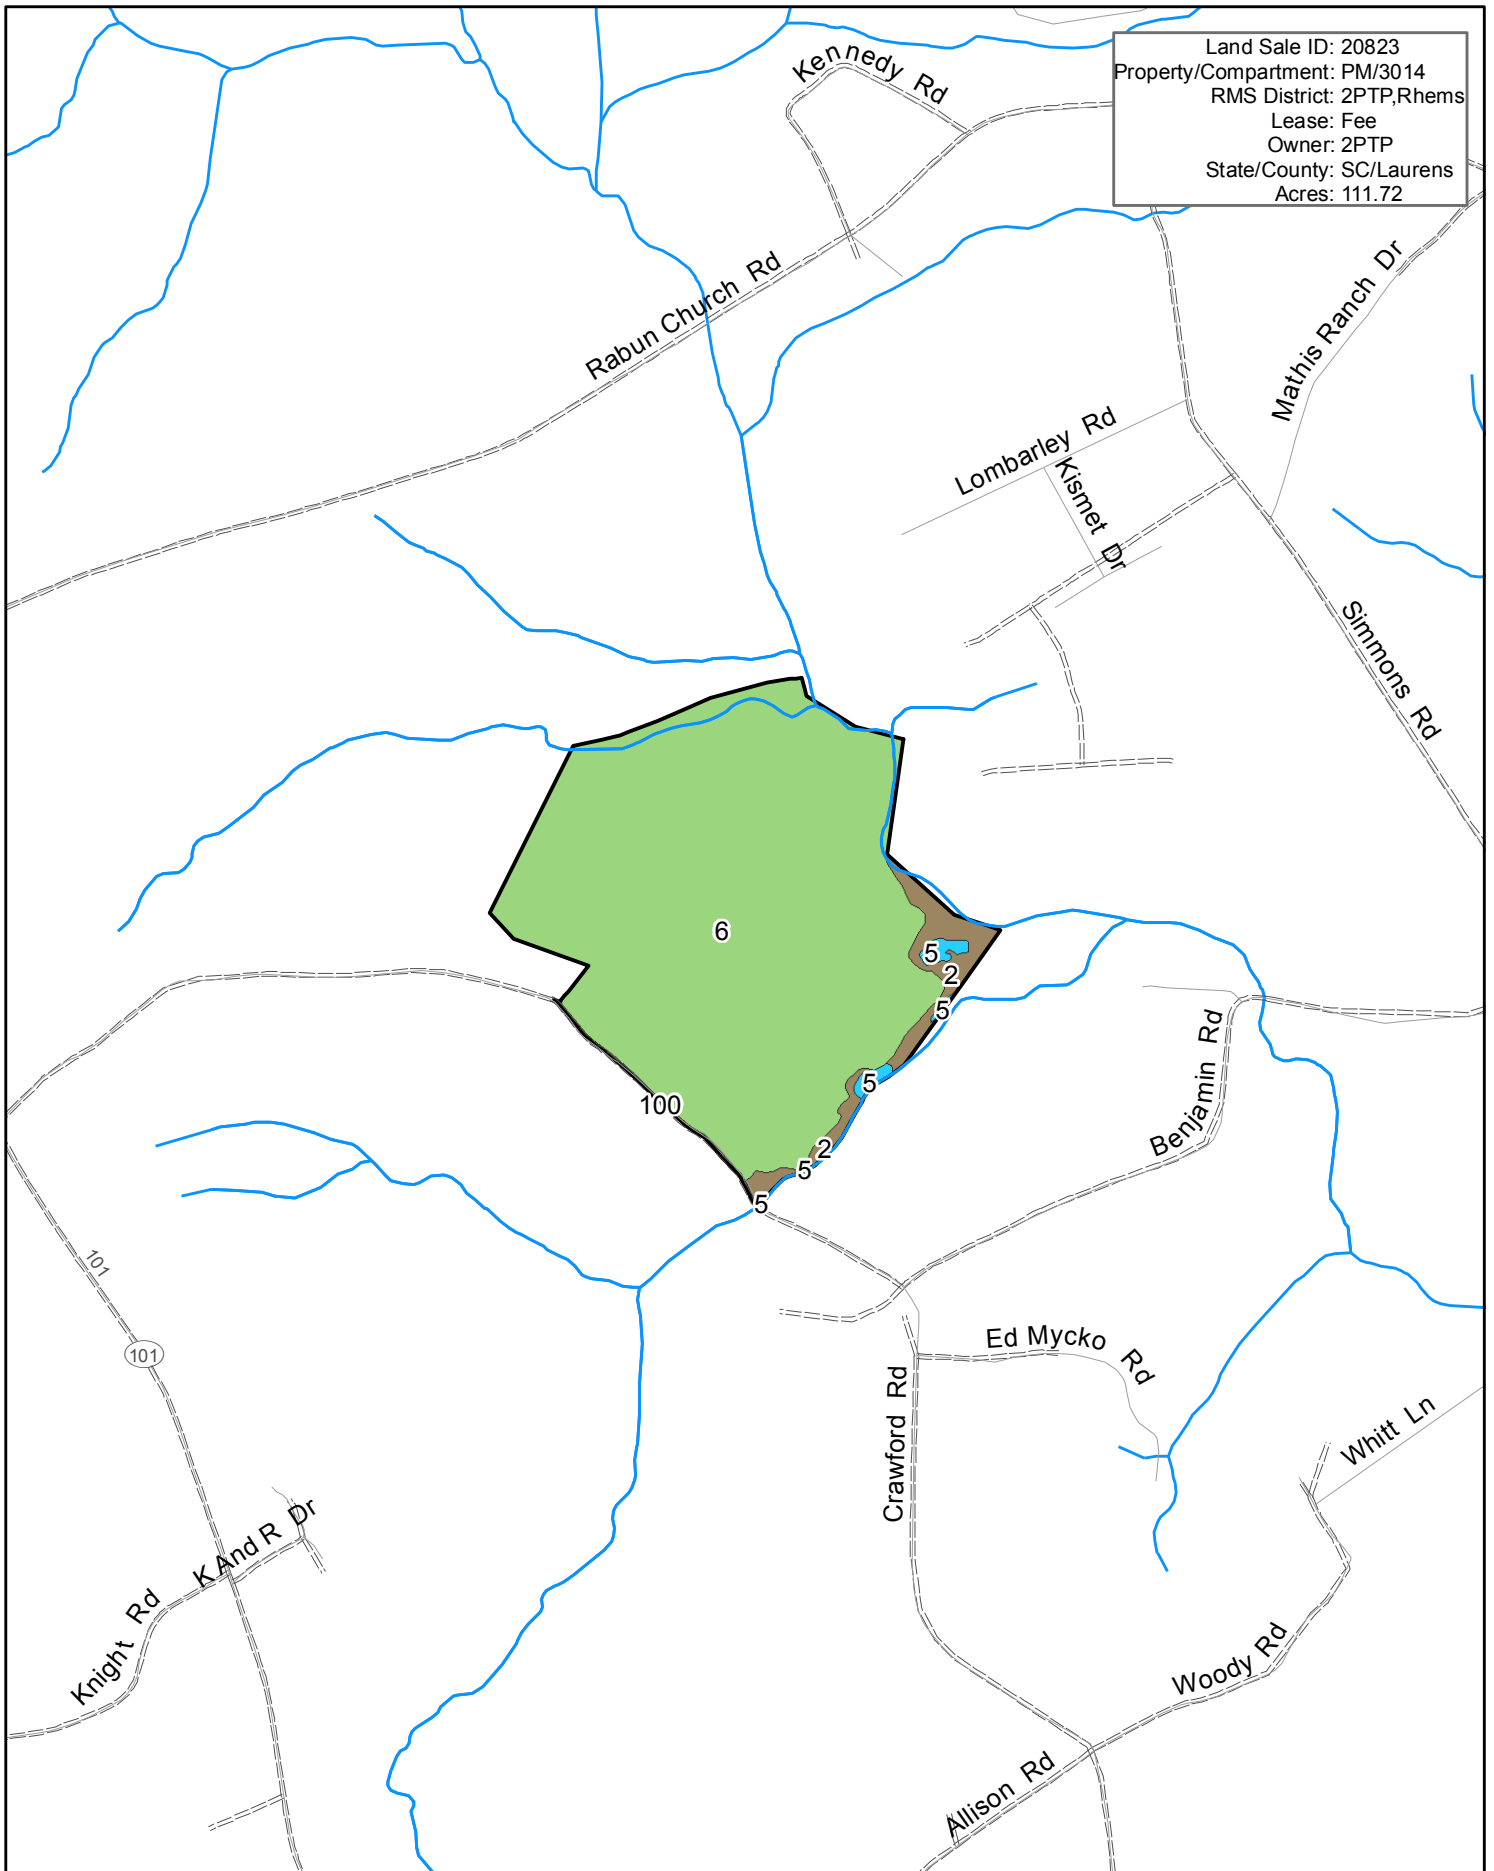 Land Sale ID: 20823
Property/Compartment: PM/3014
RMS District: 2PTP,Rhems
Lease: Fee
Owner: 2PTP
State/County: SC/Laurens
Acres: 111.72
Kennedy Rd
Rabun Church Rd
Mathis Ranch Dr
Lombarley Rd
Kismet Dr
Simmons Rd
6
5
2
5
5
100
2
5
5
Benjamin Rd
101
101
Ed Mycko Rd
Crawford Rd
Whitt Ln
K And R Dr
Knight Rd
Woody Rd
Allison Rd